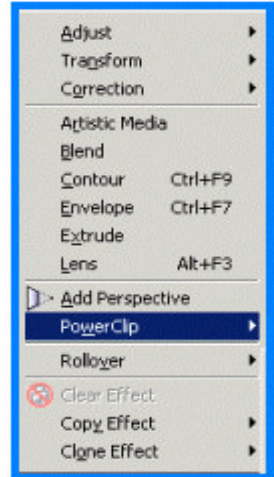 Adjust
Transform
Correction
Artistic Media
Blend
Contour Ctrl+F9
Envelope Ctrl+F7
Extrude
Lens Alt+F3
Add Perspective
PowerClip
Rollover
Clear Effect
Copy Effect
Clone Effect